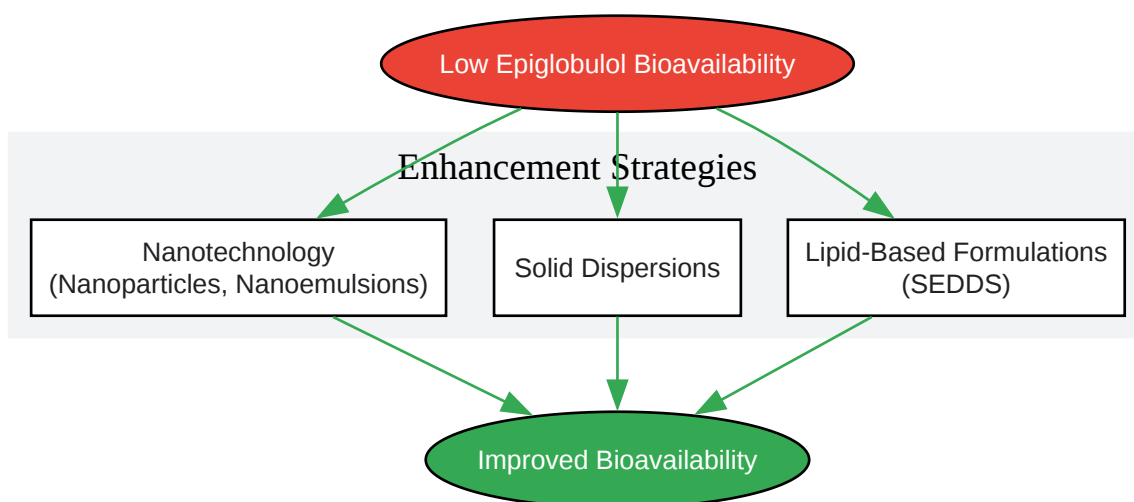 Low Epiglobulol Bioavailability
Enhancement Strategies
Nanotechnology
(Nanoparticles, Nanoemulsions)
Solid Dispersions
Lipid-Based Formulations
(SEDDS)
Improved Bioavailability